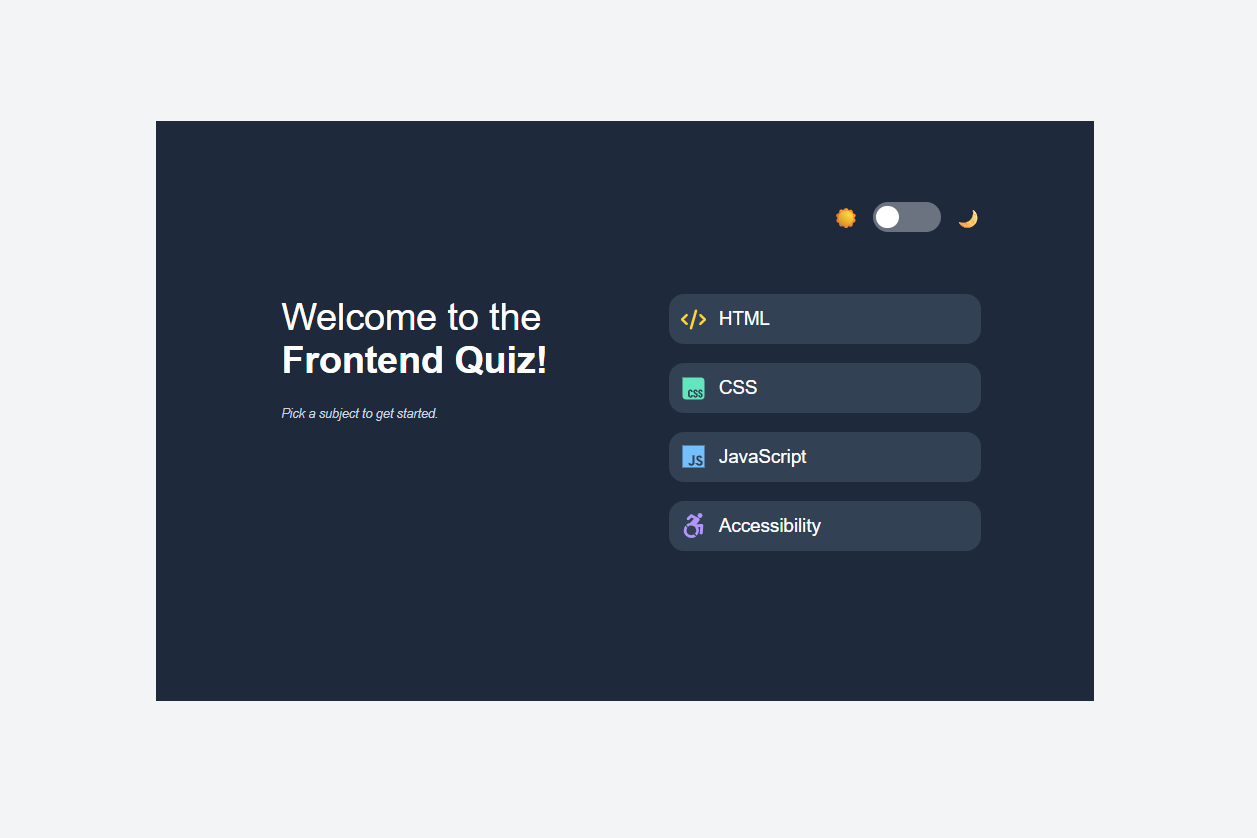 Welcome to the
Frontend Quiz!
Pick a subject to get started.
HTML
CSS CSS
JS JavaScript
Accessibility